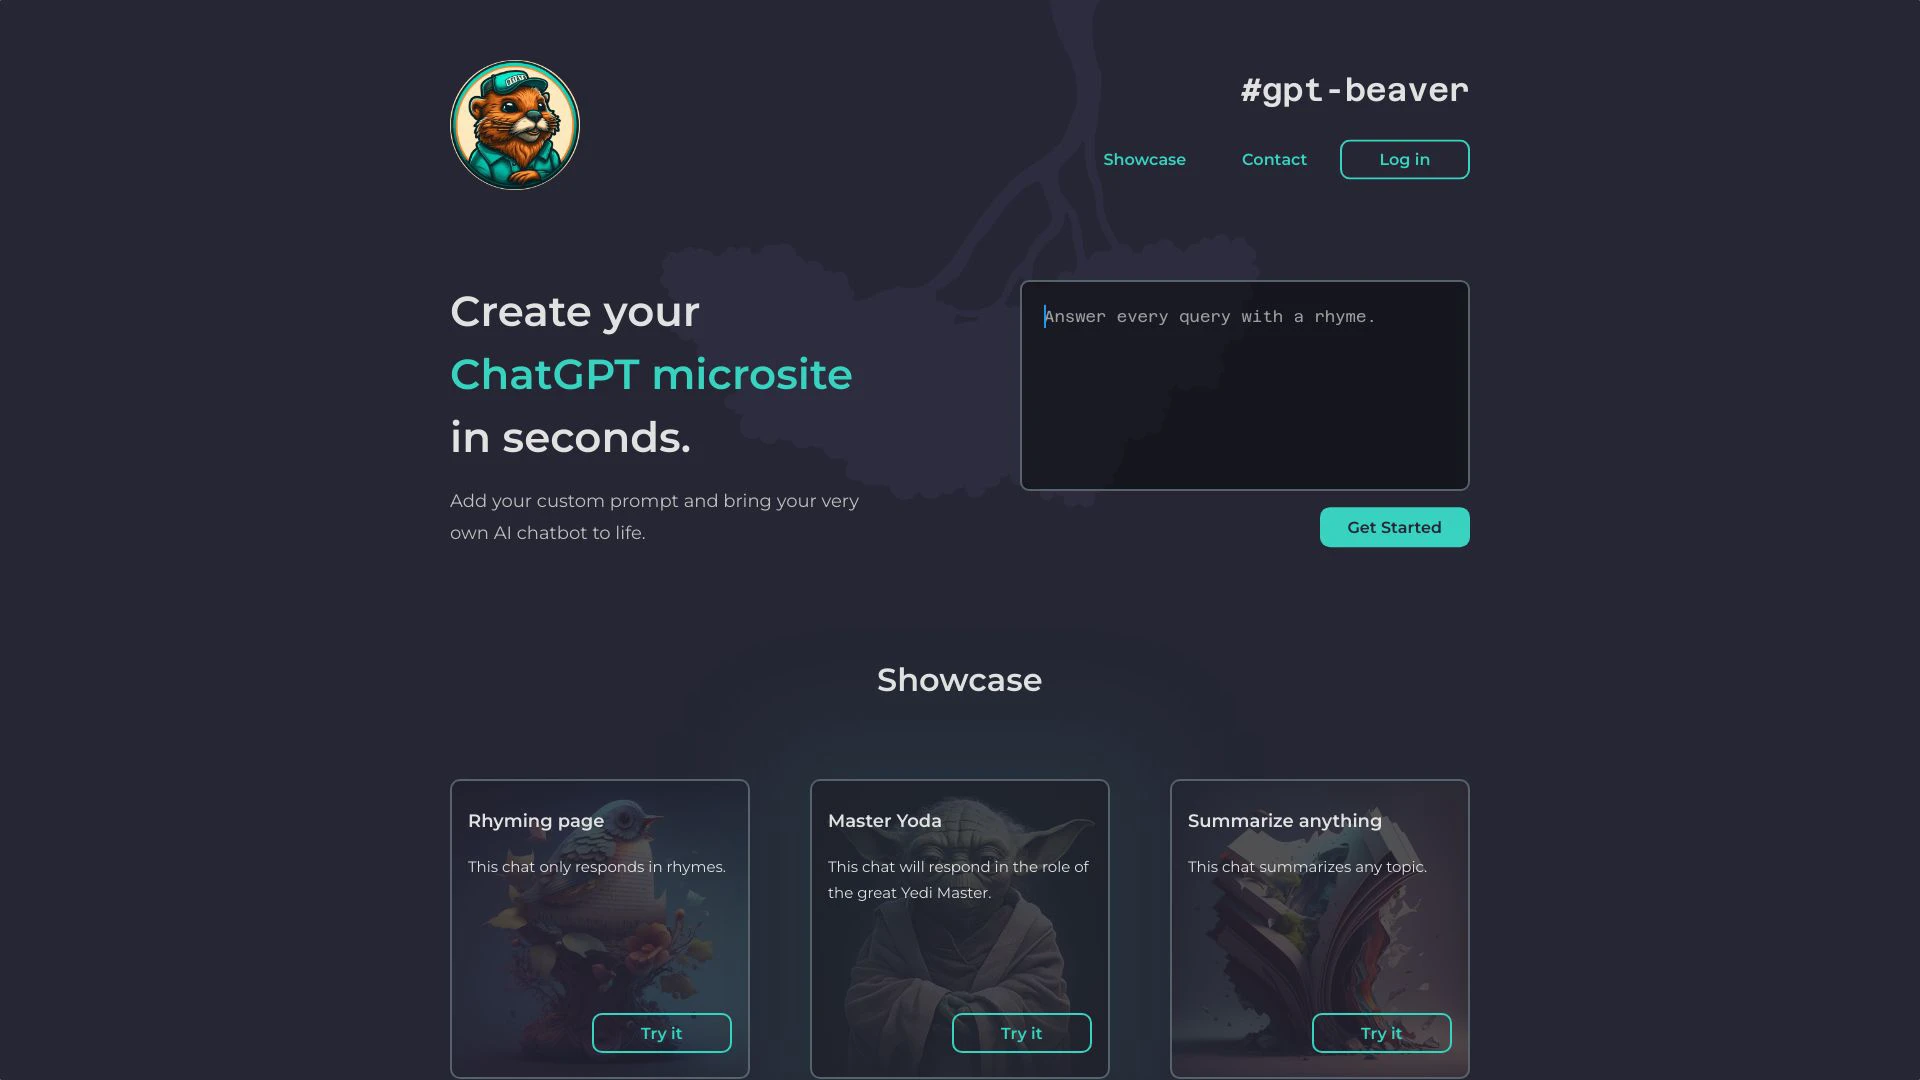 #gpt-beaver
Showcase
Contact
Log in
Create your
ChatGPT microsite
in seconds.
Add your custom prompt and bring your very
own AI chatbot to life.
Answer every query with a rhyme.
Get Started
Showcase
Rhyming page
This chat only responds in rhymes.
Try it
Master Yoda
This chat will respond in the role of
the great Yedi Master.
Try it
Summarize anything
This chat summarizes any topic.
Try it